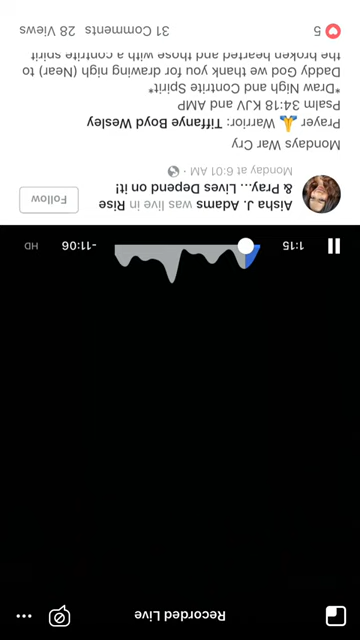 Recorded Live
1:15
-11:06
HD
Aisha J. Adams was live in Rise
& Pray... Lives Depend on it!
Monday at 6:01 AM ·
Follow
Mondays War Cry
Prayer 🙏 Warrior: Tiffanye Boyd Wesley
Psalm 34:18 KJV and AMP
*Draw Nigh and Contrite Spirit*
Daddy God we thank you for drawing nigh (Near) to
the broken hearted and those with a contrite spirit
5
31 Comments 28 Views